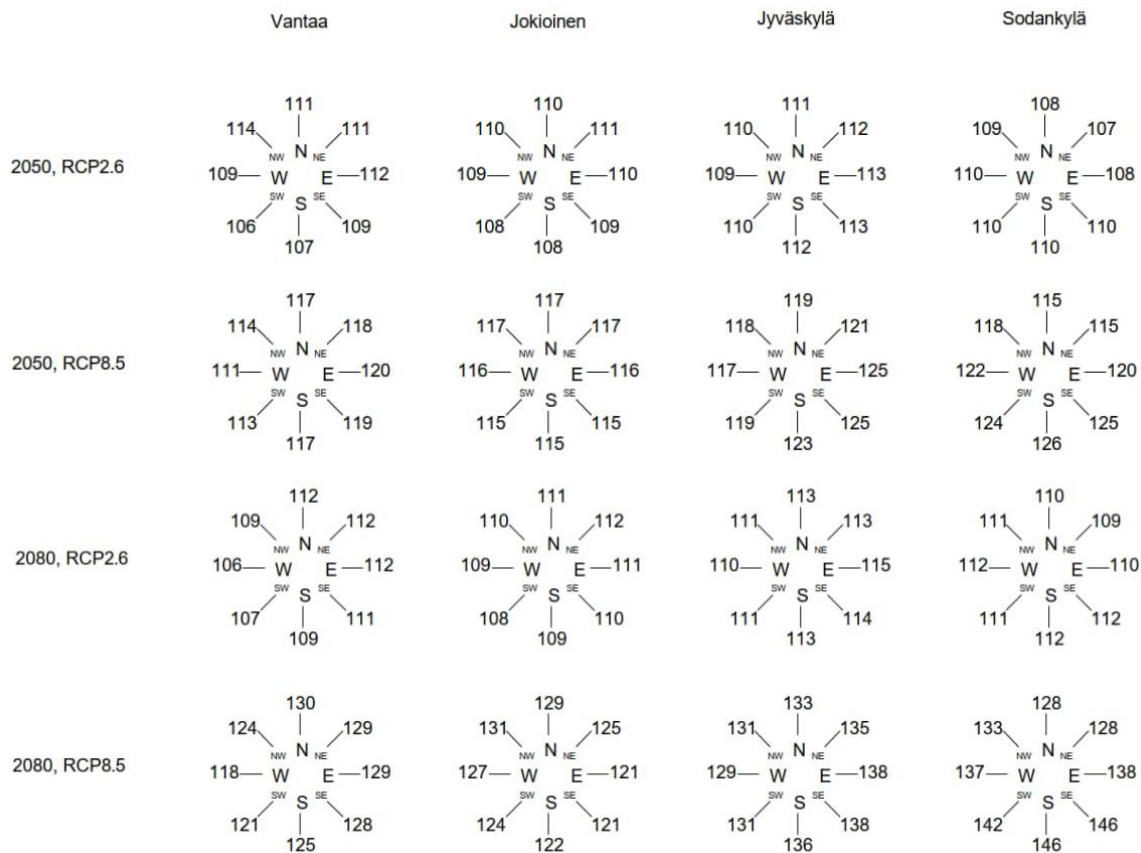 Vantaa Jokioinen Jyväskylä Sodankylä
111 110 111 108
114 111 110 111 110 112 109 107
NW N NE NW N NE NW N NE NW N NE
2050, RCP2.6 109 W E 112 109 W E 110 109 W E 113 110 W E 108
SW S SE SW S SE SW S SE SW S SE
106 109 108 109 110 113 110 110
107 108 112 110
117 117 119 115
114 118 117 117 118 121 118 115
NW N NE NW N NE NW N NE NW N NE
2050, RCP8.5 111 W E 120 116 W E 116 117 W E 125 122 W E 120
SW S SE SW S SE SW S SE SW S SE
113 119 115 115 119 125 124 125
117 115 123 126
112 111 113 110
109 112 110 112 111 113 111 109
NW N NE NW N NE NW N NE NW N NE
2080, RCP2.6 106 W E 112 109 W E 111 110 W E 115 112 W E 110
SW S SE SW S SE SW S SE SW S SE
107 111 108 110 111 114 111 112
109 109 113 112
130 129 133 128
124 129 131 125 131 135 133 128
NW N NE NW N NE NW N NE NW N NE
2080, RCP8.5 118 W E 129 127 W E 121 129 W E 138 137 W E 138
SW S SE SW S SE SW S SE SW S SE
121 128 124 121 131 138 142 146
125 122 136 146